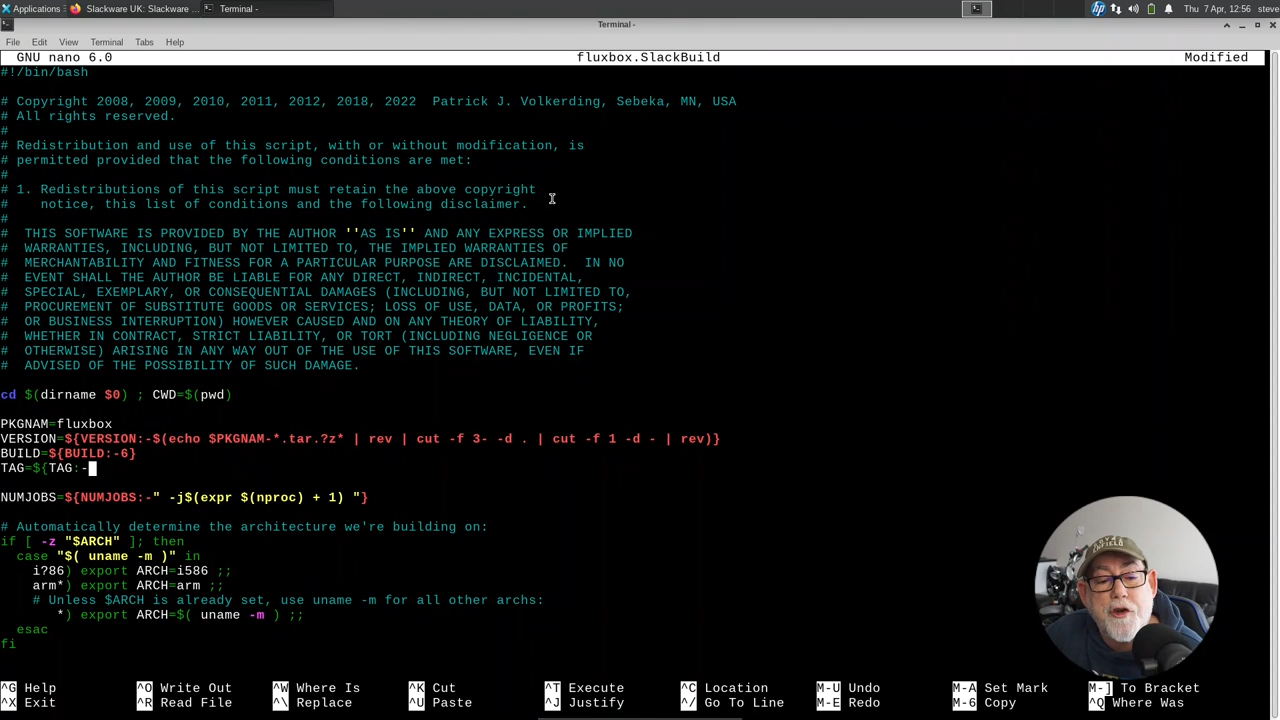 Applications
Slackware UK: Slackware ...
Terminal -
Thu 7 Apr, 12:56 steve
Terminal -
File Edit View Terminal Tabs Help
GNU nano 6.0 fluxbox.SlackBuild Modified
#!/bin/bash
# Copyright 2008, 2009, 2010, 2011, 2012, 2018, 2022  Patrick J. Volkerding, Sebeka, MN, USA
# All rights reserved.
#
# Redistribution and use of this script, with or without modification, is
# permitted provided that the following conditions are met:
#
# 1. Redistributions of this script must retain the above copyright
#    notice, this list of conditions and the following disclaimer.
#
#  THIS SOFTWARE IS PROVIDED BY THE AUTHOR ''AS IS'' AND ANY EXPRESS OR IMPLIED
#  WARRANTIES, INCLUDING, BUT NOT LIMITED TO, THE IMPLIED WARRANTIES OF
#  MERCHANTABILITY AND FITNESS FOR A PARTICULAR PURPOSE ARE DISCLAIMED.  IN NO
#  EVENT SHALL THE AUTHOR BE LIABLE FOR ANY DIRECT, INDIRECT, INCIDENTAL,
#  SPECIAL, EXEMPLARY, OR CONSEQUENTIAL DAMAGES (INCLUDING, BUT NOT LIMITED TO,
#  PROCUREMENT OF SUBSTITUTE GOODS OR SERVICES; LOSS OF USE, DATA, OR PROFITS;
#  OR BUSINESS INTERRUPTION) HOWEVER CAUSED AND ON ANY THEORY OF LIABILITY,
#  WHETHER IN CONTRACT, STRICT LIABILITY, OR TORT (INCLUDING NEGLIGENCE OR
#  OTHERWISE) ARISING IN ANY WAY OUT OF THE USE OF THIS SOFTWARE, EVEN IF
#  ADVISED OF THE POSSIBILITY OF SUCH DAMAGE.
cd $(dirname $0) ; CWD=$(pwd)
PKGNAM=fluxbox
VERSION=${VERSION:-$(echo $PKGNAM-*.tar.?z* | rev | cut -f 3- -d . | cut -f 1 -d - | rev)}
BUILD=${BUILD:-6}
TAG=${TAG:-
NUMJOBS=${NUMJOBS:-" -j$(expr $(nproc) + 1) "}
# Automatically determine the architecture we're building on:
if [ -z "$ARCH" ]; then
  case "$( uname -m )" in
    i?86) export ARCH=i586 ;;
    arm*) export ARCH=arm ;;
    # Unless $ARCH is already set, use uname -m for all other archs:
       *) export ARCH=$( uname -m ) ;;
  esac
fi
^G Help ^O Write Out ^W Where Is ^K Cut ^T Execute ^C Location M-U Undo M-A Set Mark M-] To Bracket
^X Exit ^R Read File ^\ Replace ^U Paste ^J Justify ^/ Go To Line M-E Redo M-6 Copy ^Q Where Was